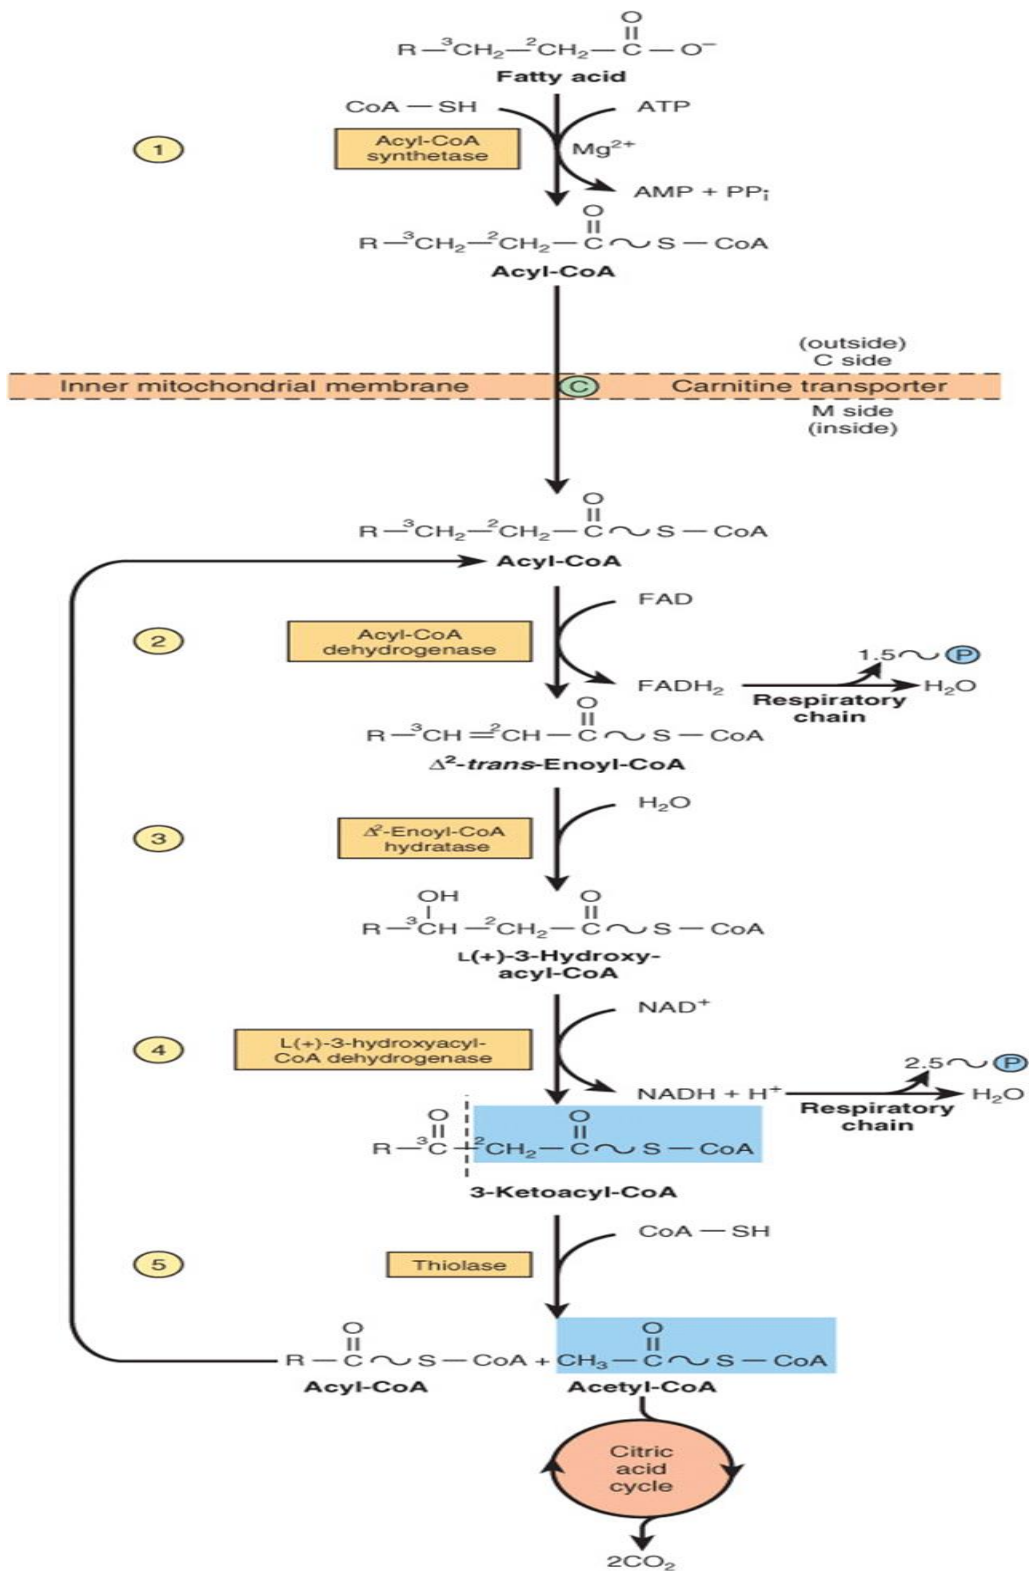 O
R—³CH₂—²CH₂—C—O⁻
Fatty acid
CoA—SH
ATP
1
Acyl-CoA
synthetase
Mg²⁺
AMP + PPᵢ
O
R—³CH₂—²CH₂—C~S—CoA
Acyl-CoA
(outside)
C side
Inner mitochondrial membrane
C
Carnitine transporter
M side
(inside)
O
R—³CH₂—²CH₂—C~S—CoA
Acyl-CoA
FAD
2
Acyl-CoA
dehydrogenase
1.5~P
FADH₂
H₂O
Respiratory
chain
O
R—³CH=²CH—C~S—CoA
Δ²-trans-Enoyl-CoA
H₂O
3
Δ²-Enoyl-CoA
hydratase
OH O
R—³CH—²CH₂—C~S—CoA
L(+)-3-Hydroxy-
acyl-CoA
NAD⁺
4
L(+)-3-hydroxyacyl-
CoA dehydrogenase
2.5~P
NADH + H⁺
H₂O
Respiratory
chain
O O
R—³C—²CH₂—C~S—CoA
3-Ketoacyl-CoA
CoA—SH
5
Thiolase
O O
R—C~S—CoA + CH₃—C~S—CoA
Acyl-CoA Acetyl-CoA
Citric
acid
cycle
2CO₂